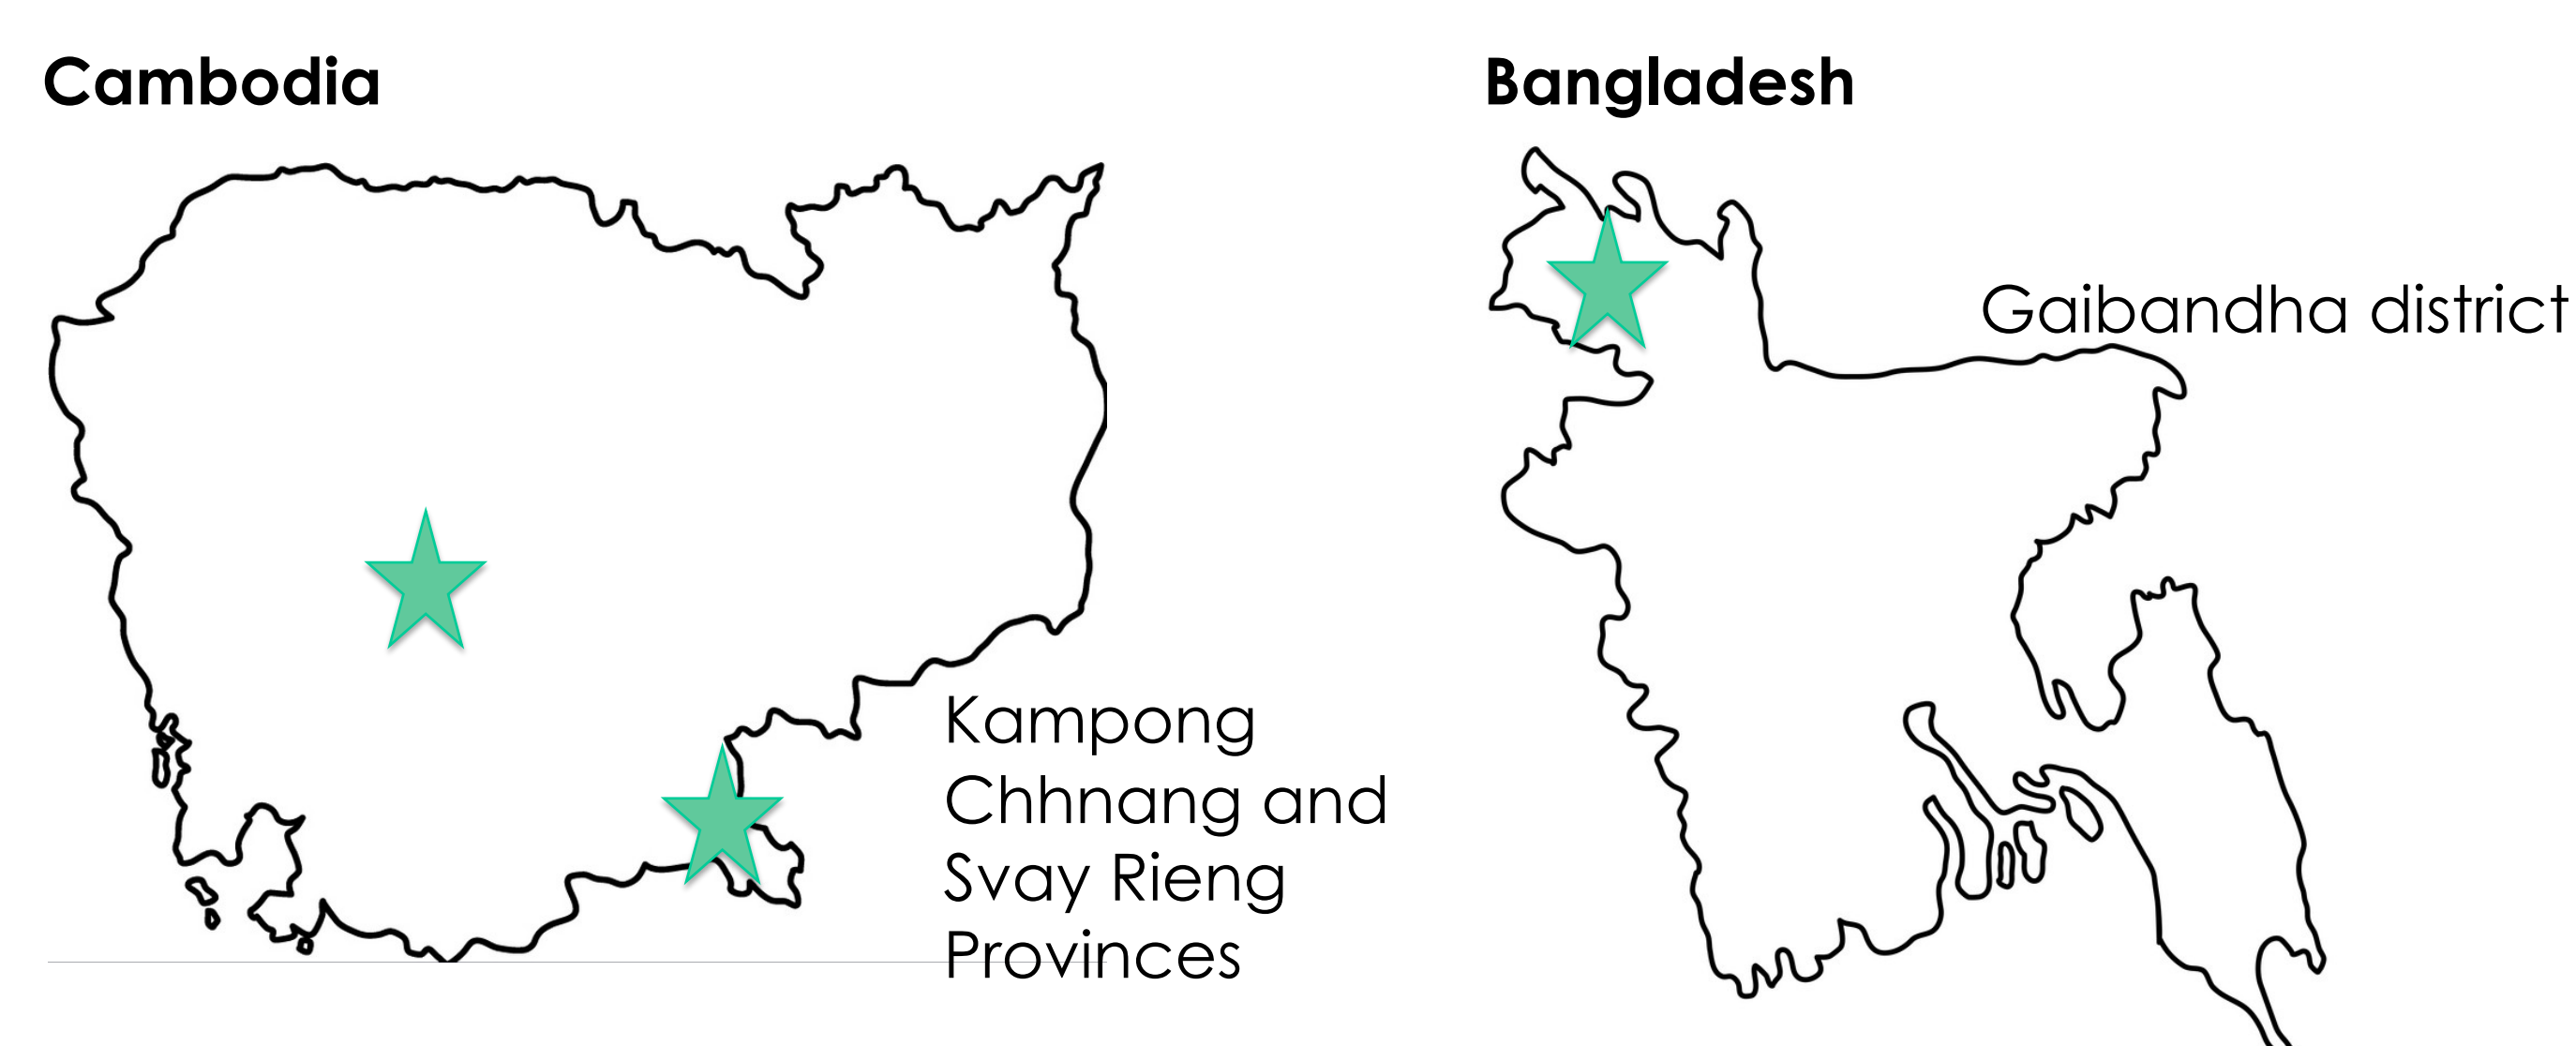 Cambodia
Kampong
Chhnang and
Svay Rieng
Provinces
Bangladesh
Gaibandha district